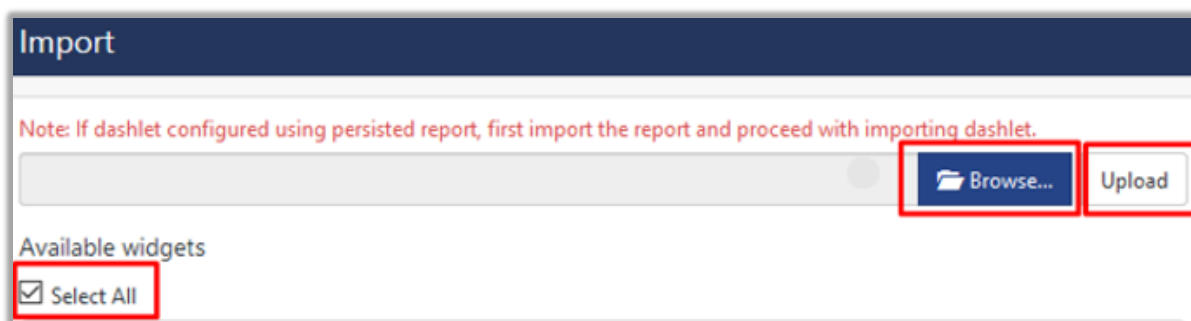 Import
Note: If dashlet configured using persisted report, first import the report and proceed with importing dashlet.
Browse... Upload
Available widgets
Select All